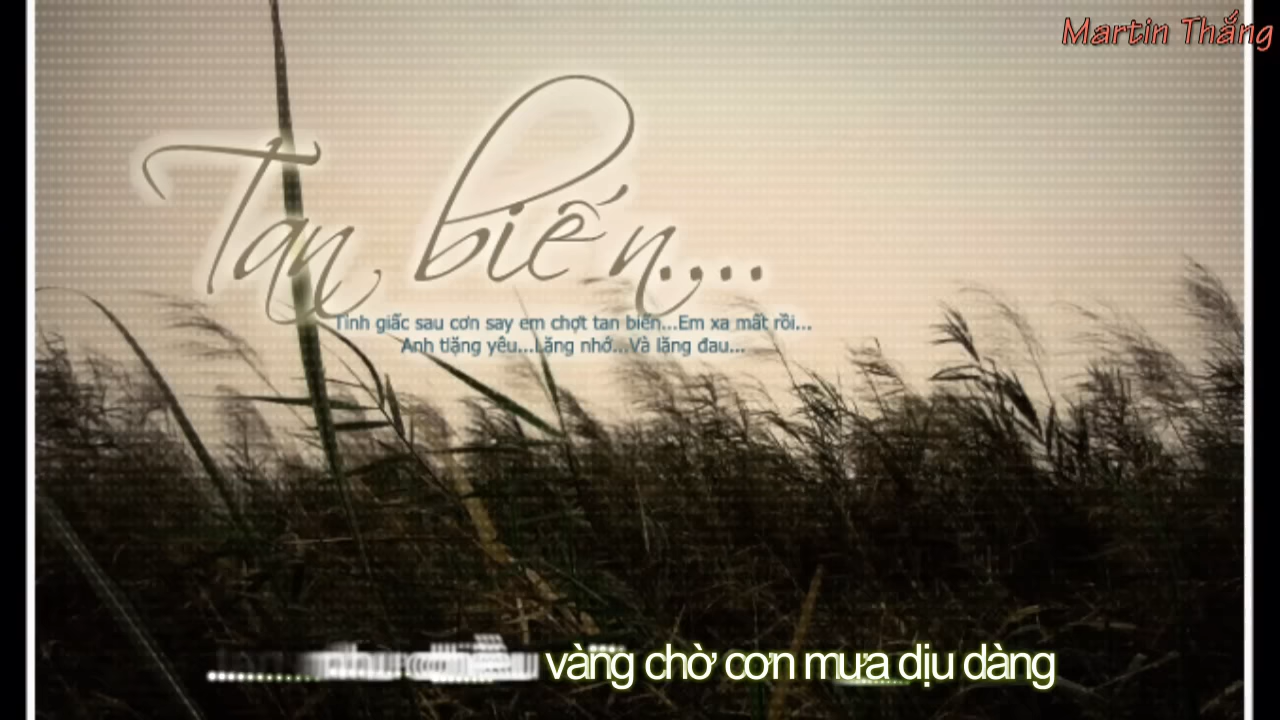 Martin Thắng
Tan biến....
Tỉnh giấc sau cơn say em chợt tan biến...Em xa mất rồi...
Anh tlặng yêu...Lặng nhớ...Và lặng đau...
vàng chờ cơn mưa dịu dàng